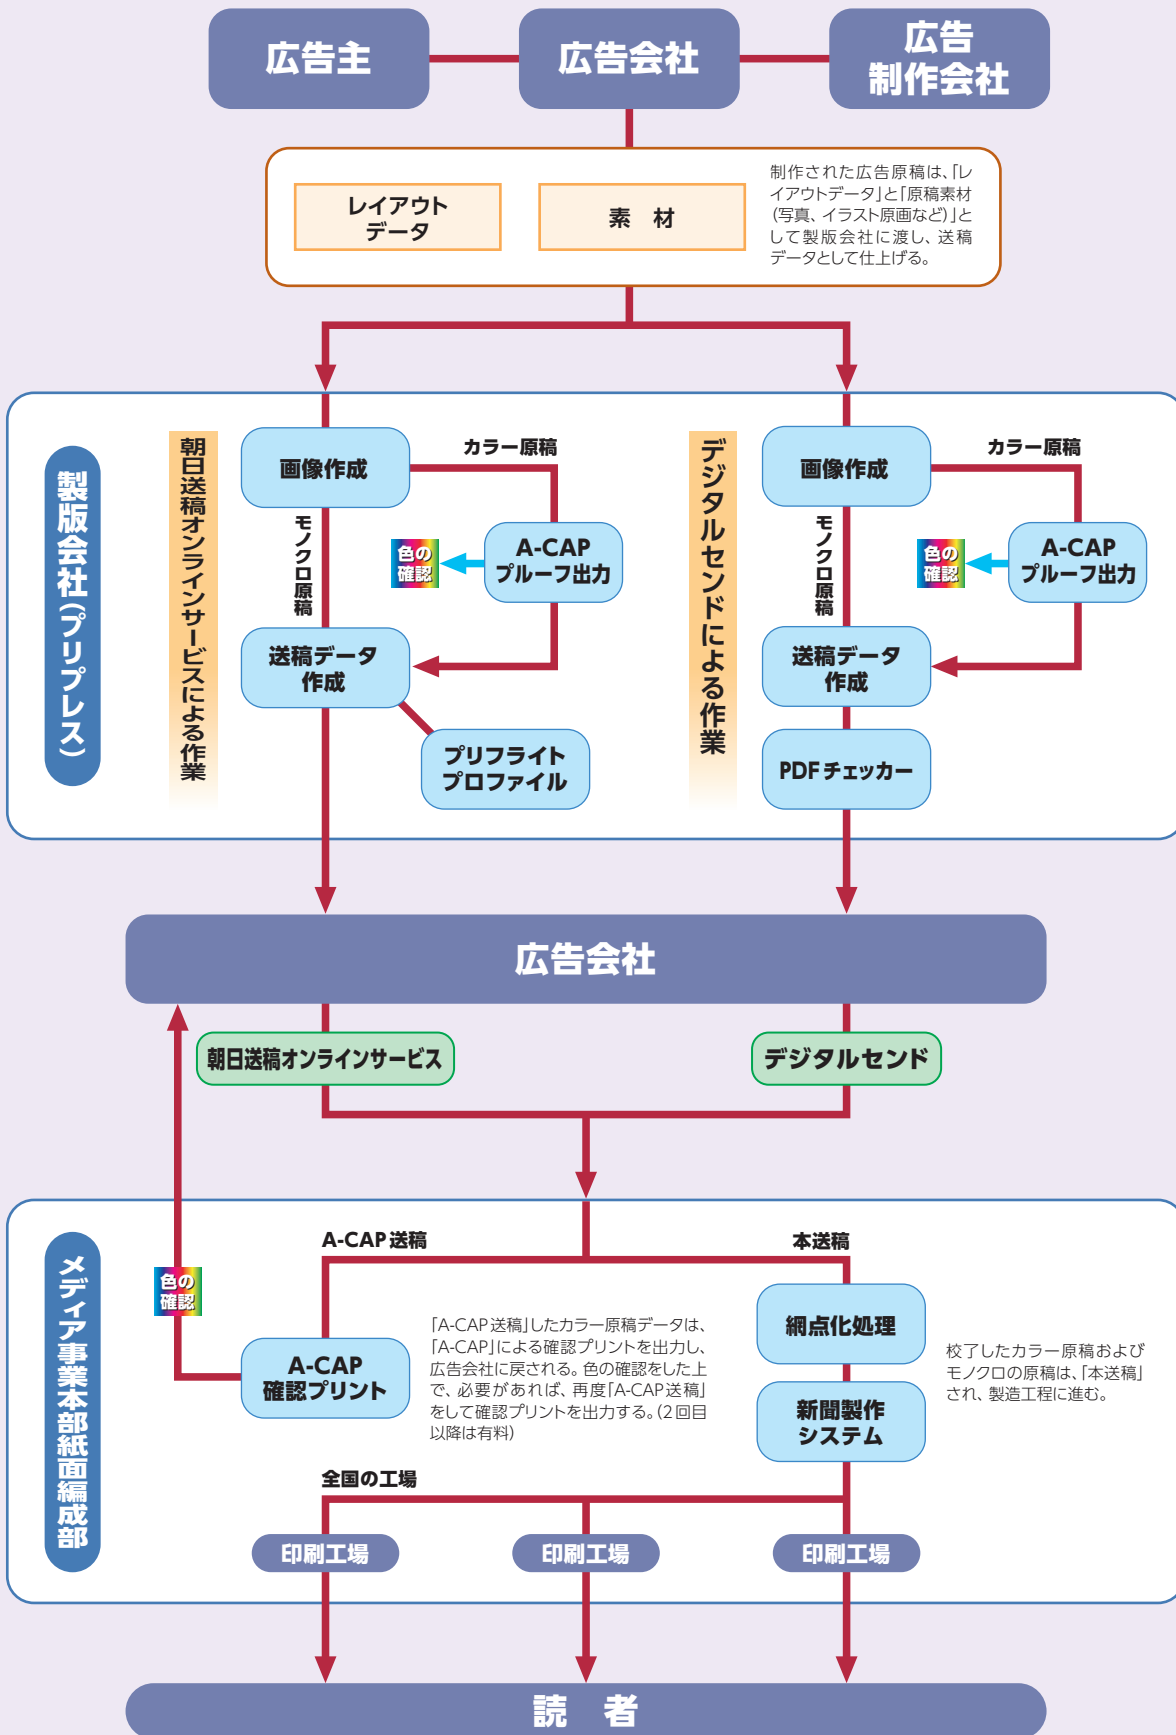 広告主
広告会社
広告
制作会社
レイアウト
データ
素 材
制作された広告原稿は、「レ
イアウトデータ」と「原稿素材
(写真、イラスト原画など)」と
して製版会社に渡し、送稿
データとして仕上げる。
製版会社(プリプレス)
朝日送稿オンラインサービスによる作業
画像作成
カラー原稿
モノクロ原稿
色の
確認
A-CAP
プルーフ出力
送稿データ
作成
プリフライト
プロファイル
デジタルセンドによる作業
画像作成
カラー原稿
モノクロ原稿
色の
確認
A-CAP
プルーフ出力
送稿データ
作成
PDFチェッカー
広告会社
朝日送稿オンラインサービス
デジタルセンド
メディア事業本部紙面編成部
A-CAP送稿
本送稿
色の
確認
A-CAP
確認プリント
「A-CAP送稿」したカラー原稿データは、
「A-CAP」による確認プリントを出力し、
広告会社に戻される。色の確認をした上
で、必要があれば、再度「A-CAP送稿」
をして確認プリントを出力する。(2回目
以降は有料)
網点化処理
新聞製作
システム
校了したカラー原稿および
モノクロの原稿は、「本送稿」
され、製造工程に進む。
全国の工場
印刷工場
印刷工場
印刷工場
読 者